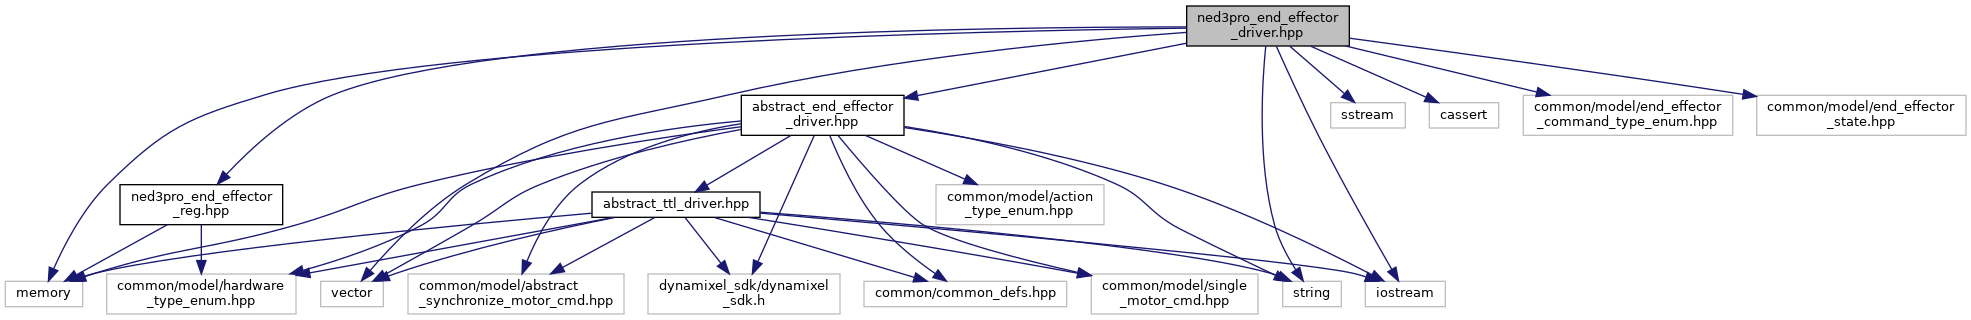 ned3pro_end_effector
_driver.hpp
abstract_end_effector
_driver.hpp
sstream
cassert
common/model/end_effector
_command_type_enum.hpp
common/model/end_effector
_state.hpp
ned3pro_end_effector
_reg.hpp
abstract_ttl_driver.hpp
common/model/action
_type_enum.hpp
memory
common/model/hardware
_type_enum.hpp
vector
common/model/abstract
_synchronize_motor_cmd.hpp
dynamixel_sdk/dynamixel
_sdk.h
common/common_defs.hpp
common/model/single
_motor_cmd.hpp
string
iostream